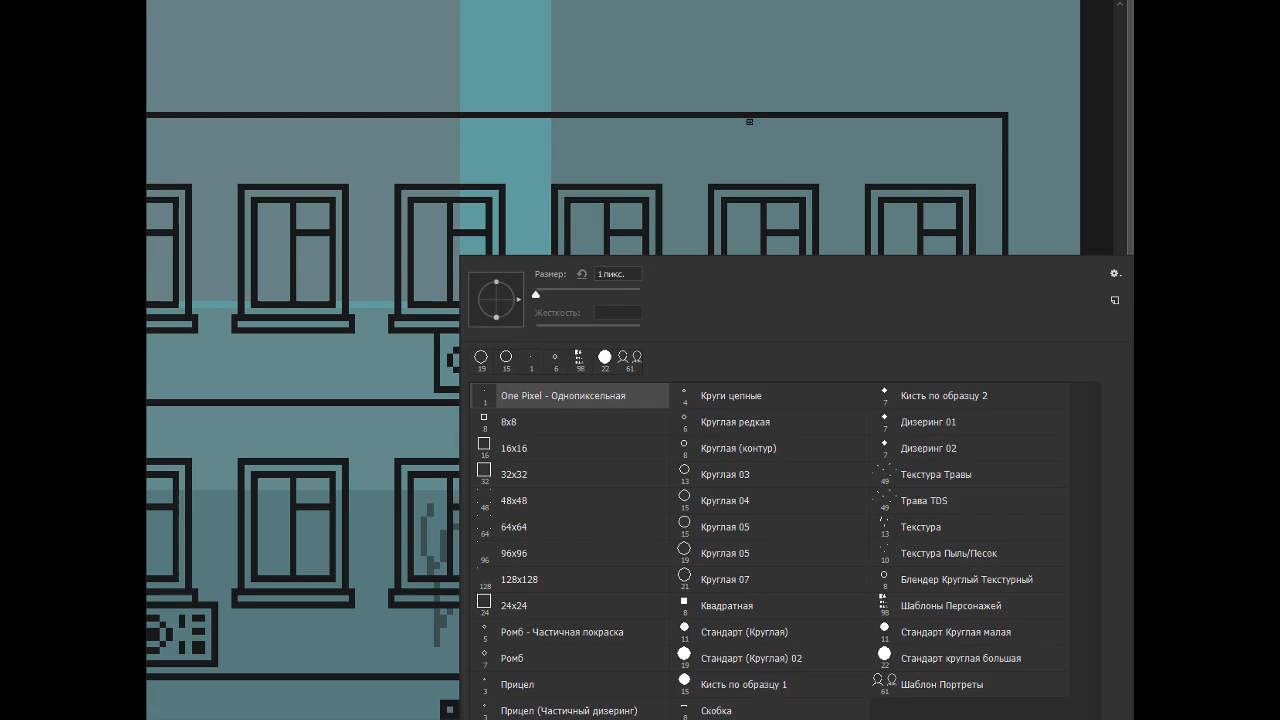 Размер:
1 пикс.
Жесткость:
19
15
1
6
98
22
61
1
One Pixel - Однопиксельная
4
Круги цепные
7
Кисть по образцу 2
8
8x8
6
Круглая редкая
7
Дизеринг 01
16
16x16
8
Круглая (контур)
7
Дизеринг 02
32
32x32
13
Круглая 03
49
Текстура Травы
48
48x48
15
Круглая 04
49
Трава TDS
64
64x64
15
Круглая 05
13
Текстура
96
96x96
19
Круглая 05
10
Текстура Пыль/Песок
128
128x128
21
Круглая 07
8
Блендер Круглый Текстурный
24
24x24
8
Квадратная
98
Шаблоны Персонажей
5
Ромб - Частичная покраска
11
Стандарт (Круглая)
11
Стандарт Круглая малая
7
Ромб
19
Стандарт (Круглая) 02
22
Стандарт круглая большая
3
Прицел
15
Кисть по образцу 1
61
Шаблон Портреты
3
Прицел (Частичный дизеринг)
8
Скобка